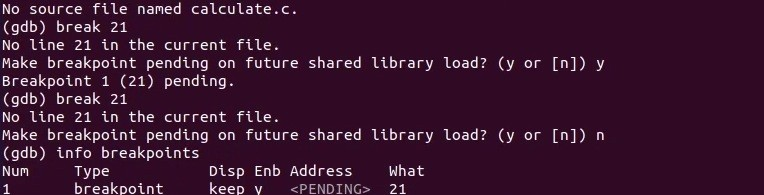 No source file named calculate.c.
(gdb) break 21
No line 21 in the current file.
Make breakpoint pending on future shared library load? (y or [n]) y
Breakpoint 1 (21) pending.
(gdb) break 21
No line 21 in the current file.
Make breakpoint pending on future shared library load? (y or [n]) n
(gdb) info breakpoints
Num     Type           Disp Enb Address    What
1       breakpoint     keep y   <PENDING>  21